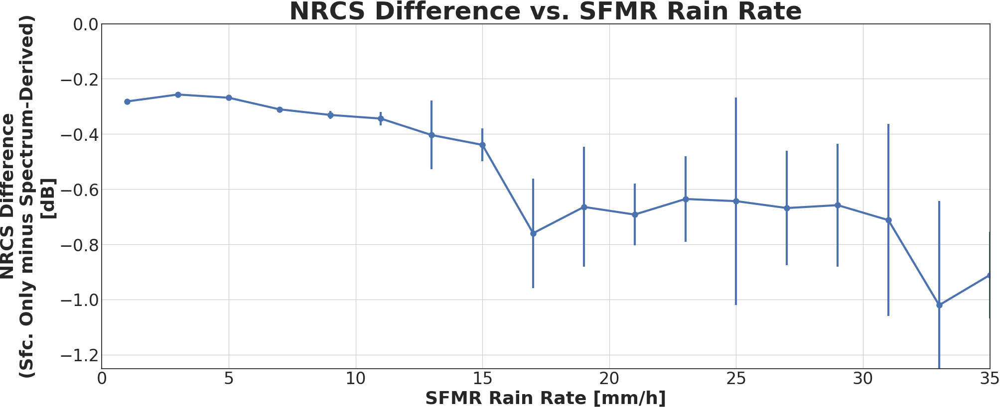 NRCS Difference vs. SFMR Rain Rate
NRCS Difference
(Sfc. Only minus Spectrum-Derived)
[dB]
0.0
−0.2
−0.4
−0.6
−0.8
−1.0
−1.2
0 5 10 15 20 25 30 35
SFMR Rain Rate [mm/h]